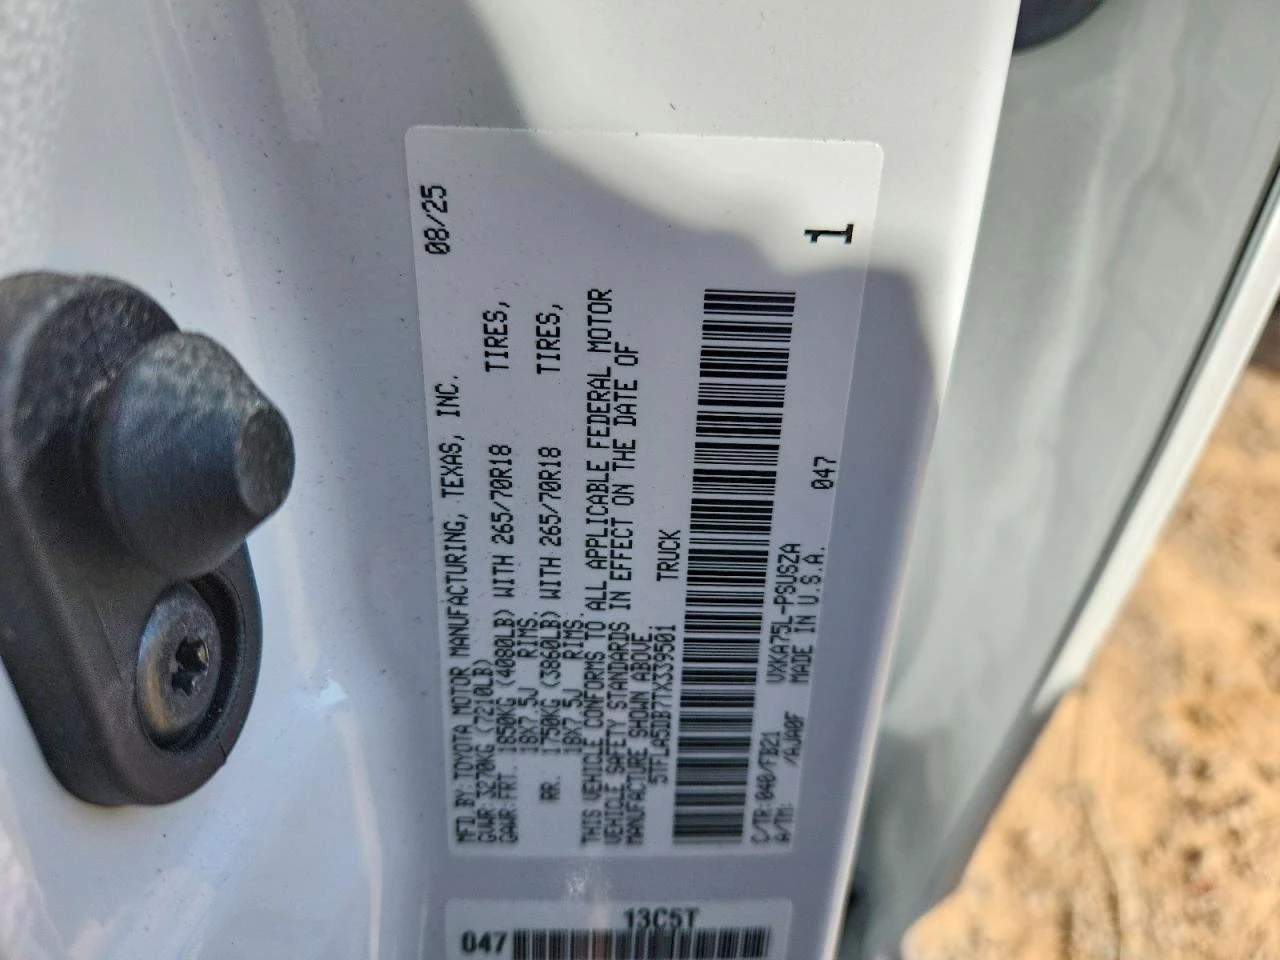 MFD.BY:TOYOTA MOTOR MANUFACTURING, TEXAS, INC. 08/25
GVWR:3270KG (7210LB)
GAWR:FRT. 1850KG (4080LB) WITH 265/70R18 TIRES,
18X7.5J RIMS.
RR. 1750KG (3860LB) WITH 265/70R18 TIRES,
18X7.5J RIMS.
THIS VEHICLE CONFORMS TO ALL APPLICABLE FEDERAL MOTOR
VEHICLE SAFETY STANDARDS IN EFFECT ON THE DATE OF
MANUFACTURE SHOWN ABOVE.
5TFLA5DB7TX339501 TRUCK
C/TR:040/FB21 VXKA75L-PSUSZA
A/TM: /AJA0F MADE IN U.S.A. 047
1
13C5T
047